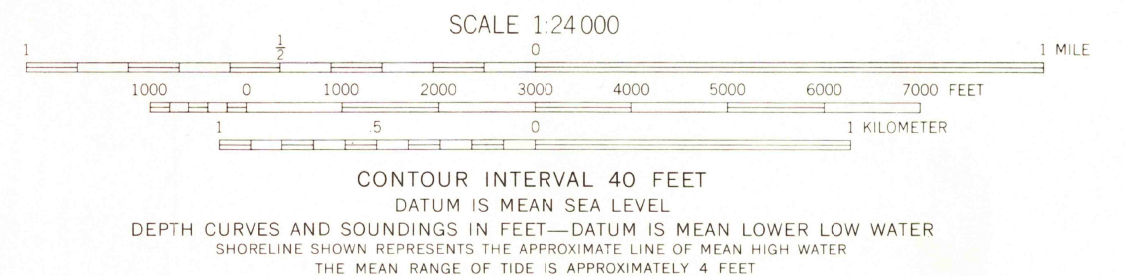 SCALE 1:24 000
1 ½ 0 1 MILE
1000 0 1000 2000 3000 4000 5000 6000 7000 FEET
1 .5 0 1 KILOMETER
CONTOUR INTERVAL 40 FEET
DATUM IS MEAN SEA LEVEL
DEPTH CURVES AND SOUNDINGS IN FEET—DATUM IS MEAN LOWER LOW WATER
SHORELINE SHOWN REPRESENTS THE APPROXIMATE LINE OF MEAN HIGH WATER
THE MEAN RANGE OF TIDE IS APPROXIMATELY 4 FEET